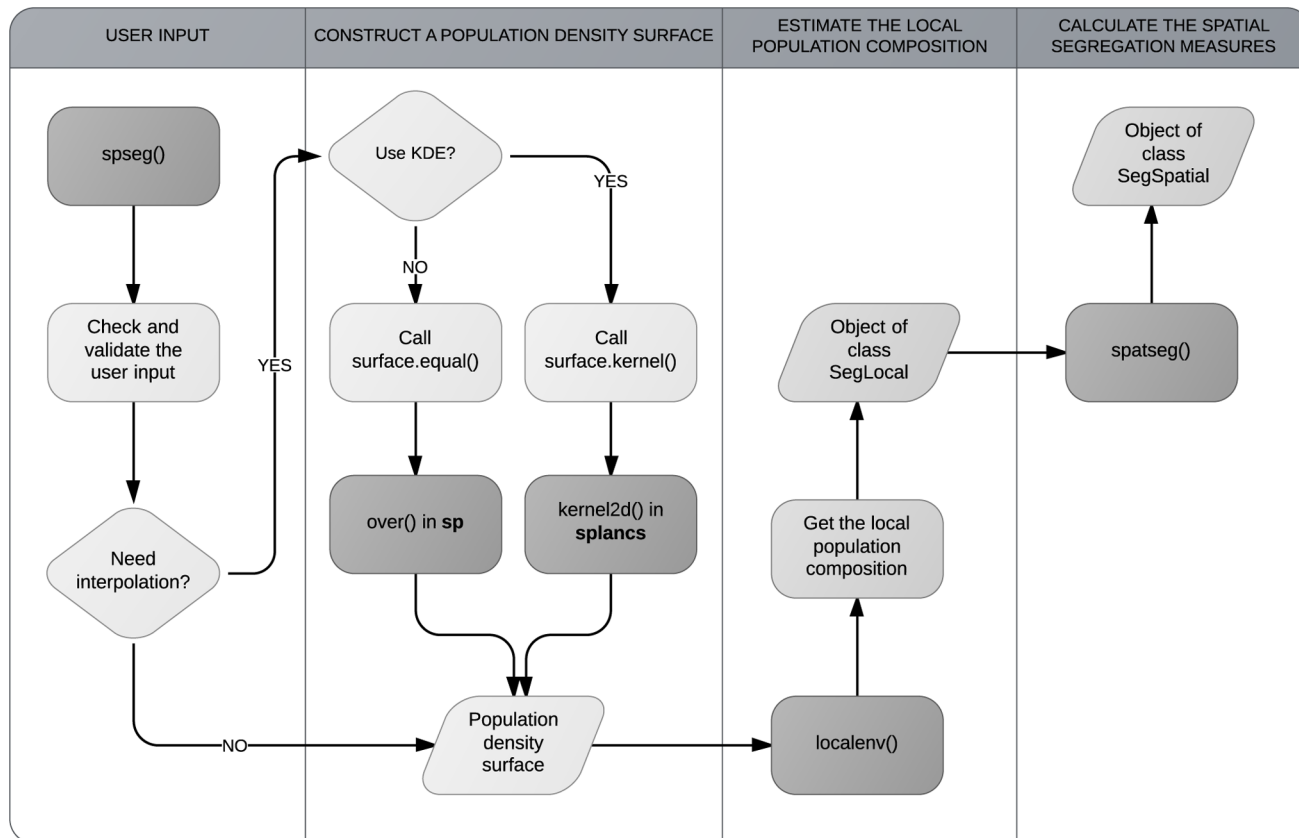 USER INPUT
CONSTRUCT A POPULATION DENSITY SURFACE
ESTIMATE THE LOCAL
POPULATION COMPOSITION
CALCULATE THE SPATIAL
SEGREGATION MEASURES
spseg()
Check and
validate the
user input
Need
interpolation?
YES
NO
Use KDE?
YES
NO
Call
surface.equal()
Call
surface.kernel()
over() in sp
kernel2d() in
splancs
Population
density
surface
Object of
class
SegLocal
Get the local
population
composition
localenv()
Object of
class
SegSpatial
spatseg()